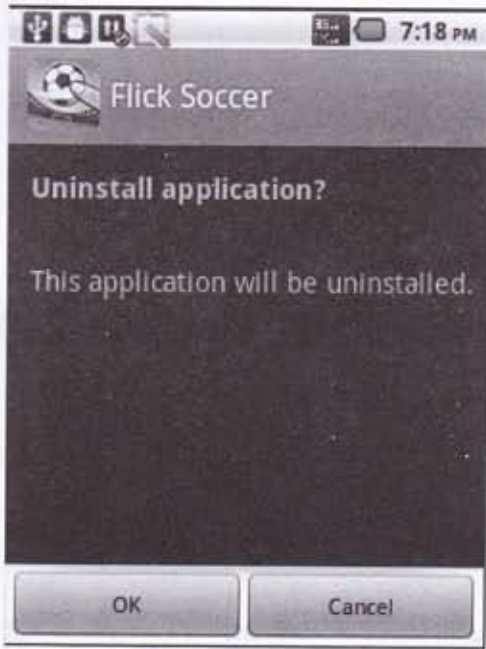 7:18 PM
Flick Soccer
Uninstall application?
This application will be uninstalled.
OK
Cancel